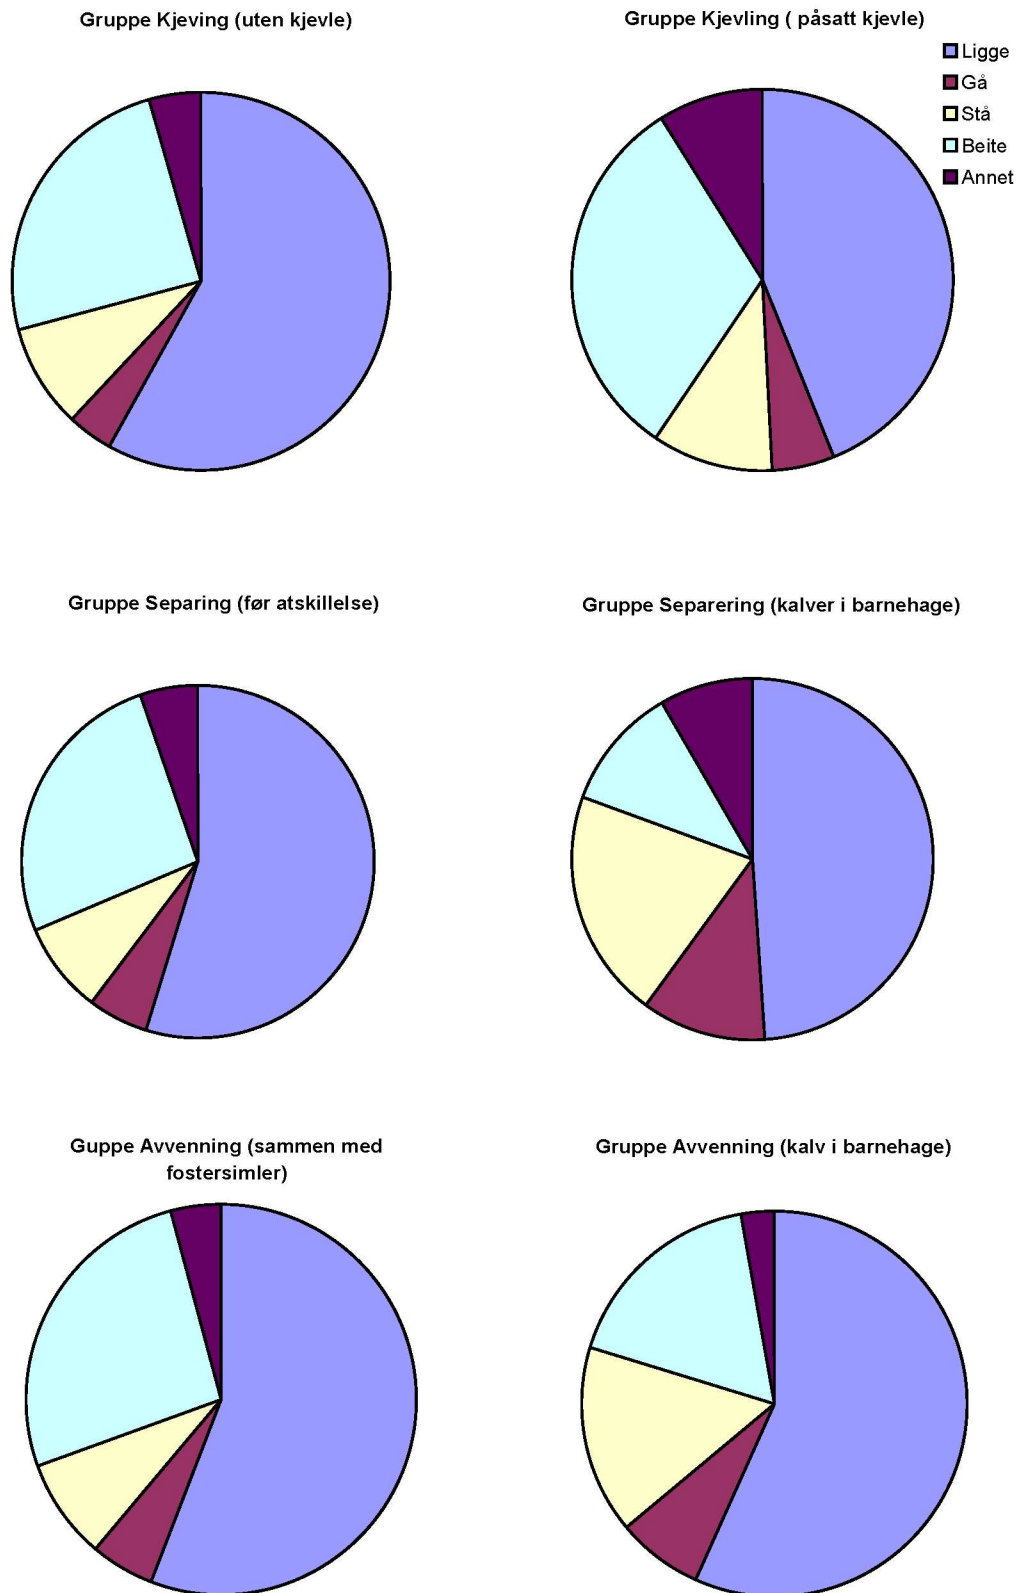 Gruppe Kjeving (uten kjevle)
Gruppe Kjevling ( påsatt kjevle)
Ligge
Gå
Stå
Beite
Annet
Gruppe Separing (før atskillelse)
Gruppe Separering (kalver i barnehage)
Guppe Avvenning (sammen med
fostersimler)
Gruppe Avvenning (kalv i barnehage)